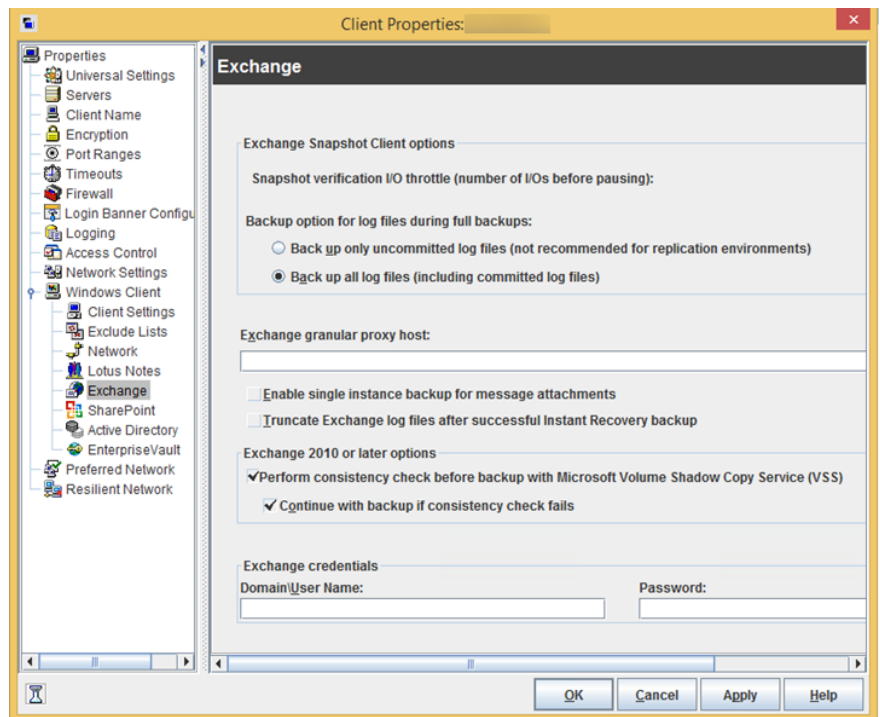 Client Properties:
Properties
Universal Settings
Servers
Client Name
Encryption
Port Ranges
Timeouts
Firewall
Login Banner Configu
Logging
Access Control
Network Settings
Windows Client
Client Settings
Exclude Lists
Network
Lotus Notes
Exchange
SharePoint
Active Directory
EnterpriseVault
Preferred Network
Resilient Network
Exchange
Exchange Snapshot Client options
Snapshot verification I/O throttle (number of I/Os before pausing):
Backup option for log files during full backups:
Back up only uncommitted log files (not recommended for replication environments)
Back up all log files (including committed log files)
Exchange granular proxy host:
Enable single instance backup for message attachments
Truncate Exchange log files after successful Instant Recovery backup
Exchange 2010 or later options
Perform consistency check before backup with Microsoft Volume Shadow Copy Service (VSS)
Continue with backup if consistency check fails
Exchange credentials
Domain\User Name:
Password:
OK
Cancel
Apply
Help